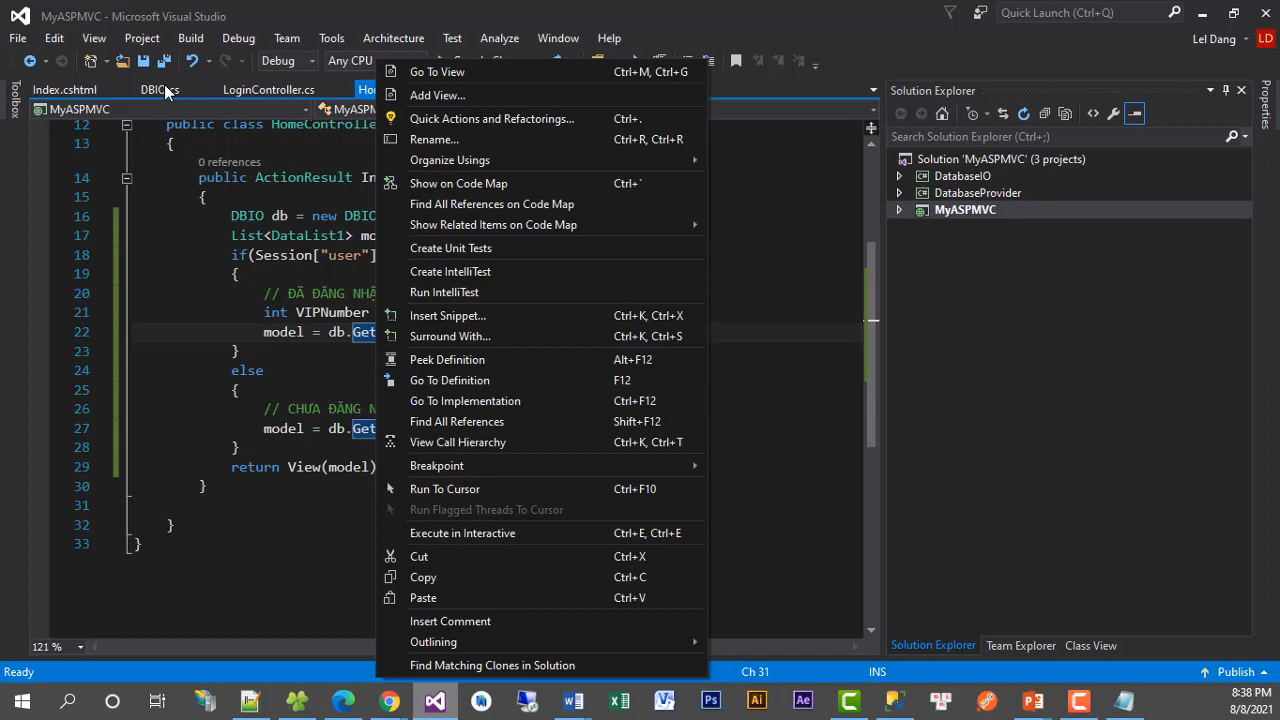 MyASPMVC - Microsoft Visual Studio
Quick Launch (Ctrl+Q)
File Edit View Project Build Debug Team Tools Architecture Test Analyze Window Help
Lel Dang LD
Debug Any CPU
Toolbox
Index.cshtml DBIO.cs LoginController.cs
MyASPMVC
12 public class HomeController
13 {
0 references
14 public ActionResult In
15 {
16 DBIO db = new DBIO
17 List<DataList1> mo
18 if(Session["user"]
19 {
20 // ĐÃ ĐĂNG NHẬ
21 int VIPNumber
22 model = db.Get
23 }
24 else
25 {
26 // CHƯA ĐĂNG N
27 model = db.Get
28 }
29 return View(model)
30 }
31
32 }
33 }
Go To View Ctrl+M, Ctrl+G
Add View...
Quick Actions and Refactorings... Ctrl+.
Rename... Ctrl+R, Ctrl+R
Organize Usings
Show on Code Map Ctrl+`
Find All References on Code Map
Show Related Items on Code Map
Create Unit Tests
Create IntelliTest
Run IntelliTest
Insert Snippet... Ctrl+K, Ctrl+X
Surround With... Ctrl+K, Ctrl+S
Peek Definition Alt+F12
Go To Definition F12
Go To Implementation Ctrl+F12
Find All References Shift+F12
View Call Hierarchy Ctrl+K, Ctrl+T
Breakpoint
Run To Cursor Ctrl+F10
Run Flagged Threads To Cursor
Execute in Interactive Ctrl+E, Ctrl+E
Cut Ctrl+X
Copy Ctrl+C
Paste Ctrl+V
Insert Comment
Outlining
Find Matching Clones in Solution
Solution Explorer
Search Solution Explorer (Ctrl+;)
Solution 'MyASPMVC' (3 projects)
DatabaseIO
DatabaseProvider
MyASPMVC
Properties
Solution Explorer Team Explorer Class View
121 %
Ready Ch 31 INS Publish
8:38 PM
8/8/2021